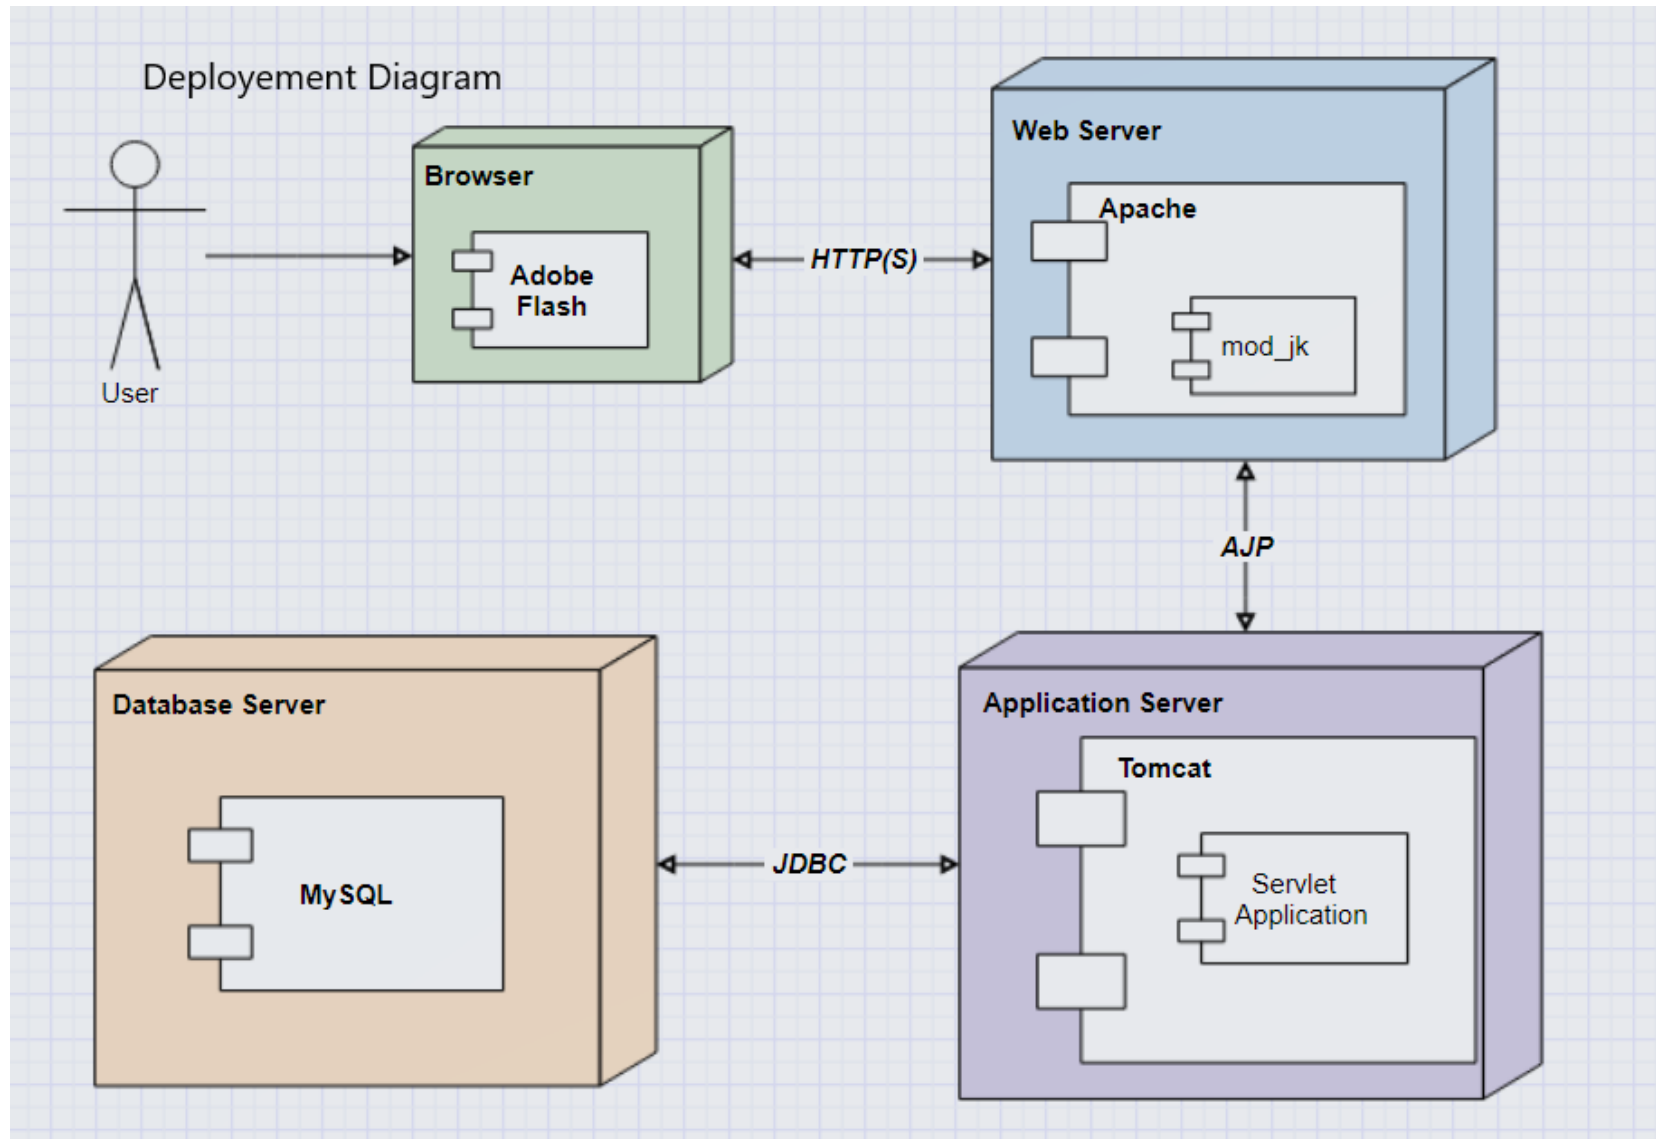 Deployement Diagram
User
Browser
Adobe
Flash
HTTP(S)
Web Server
Apache
mod_jk
AJP
Database Server
MySQL
JDBC
Application Server
Tomcat
Servlet
Application